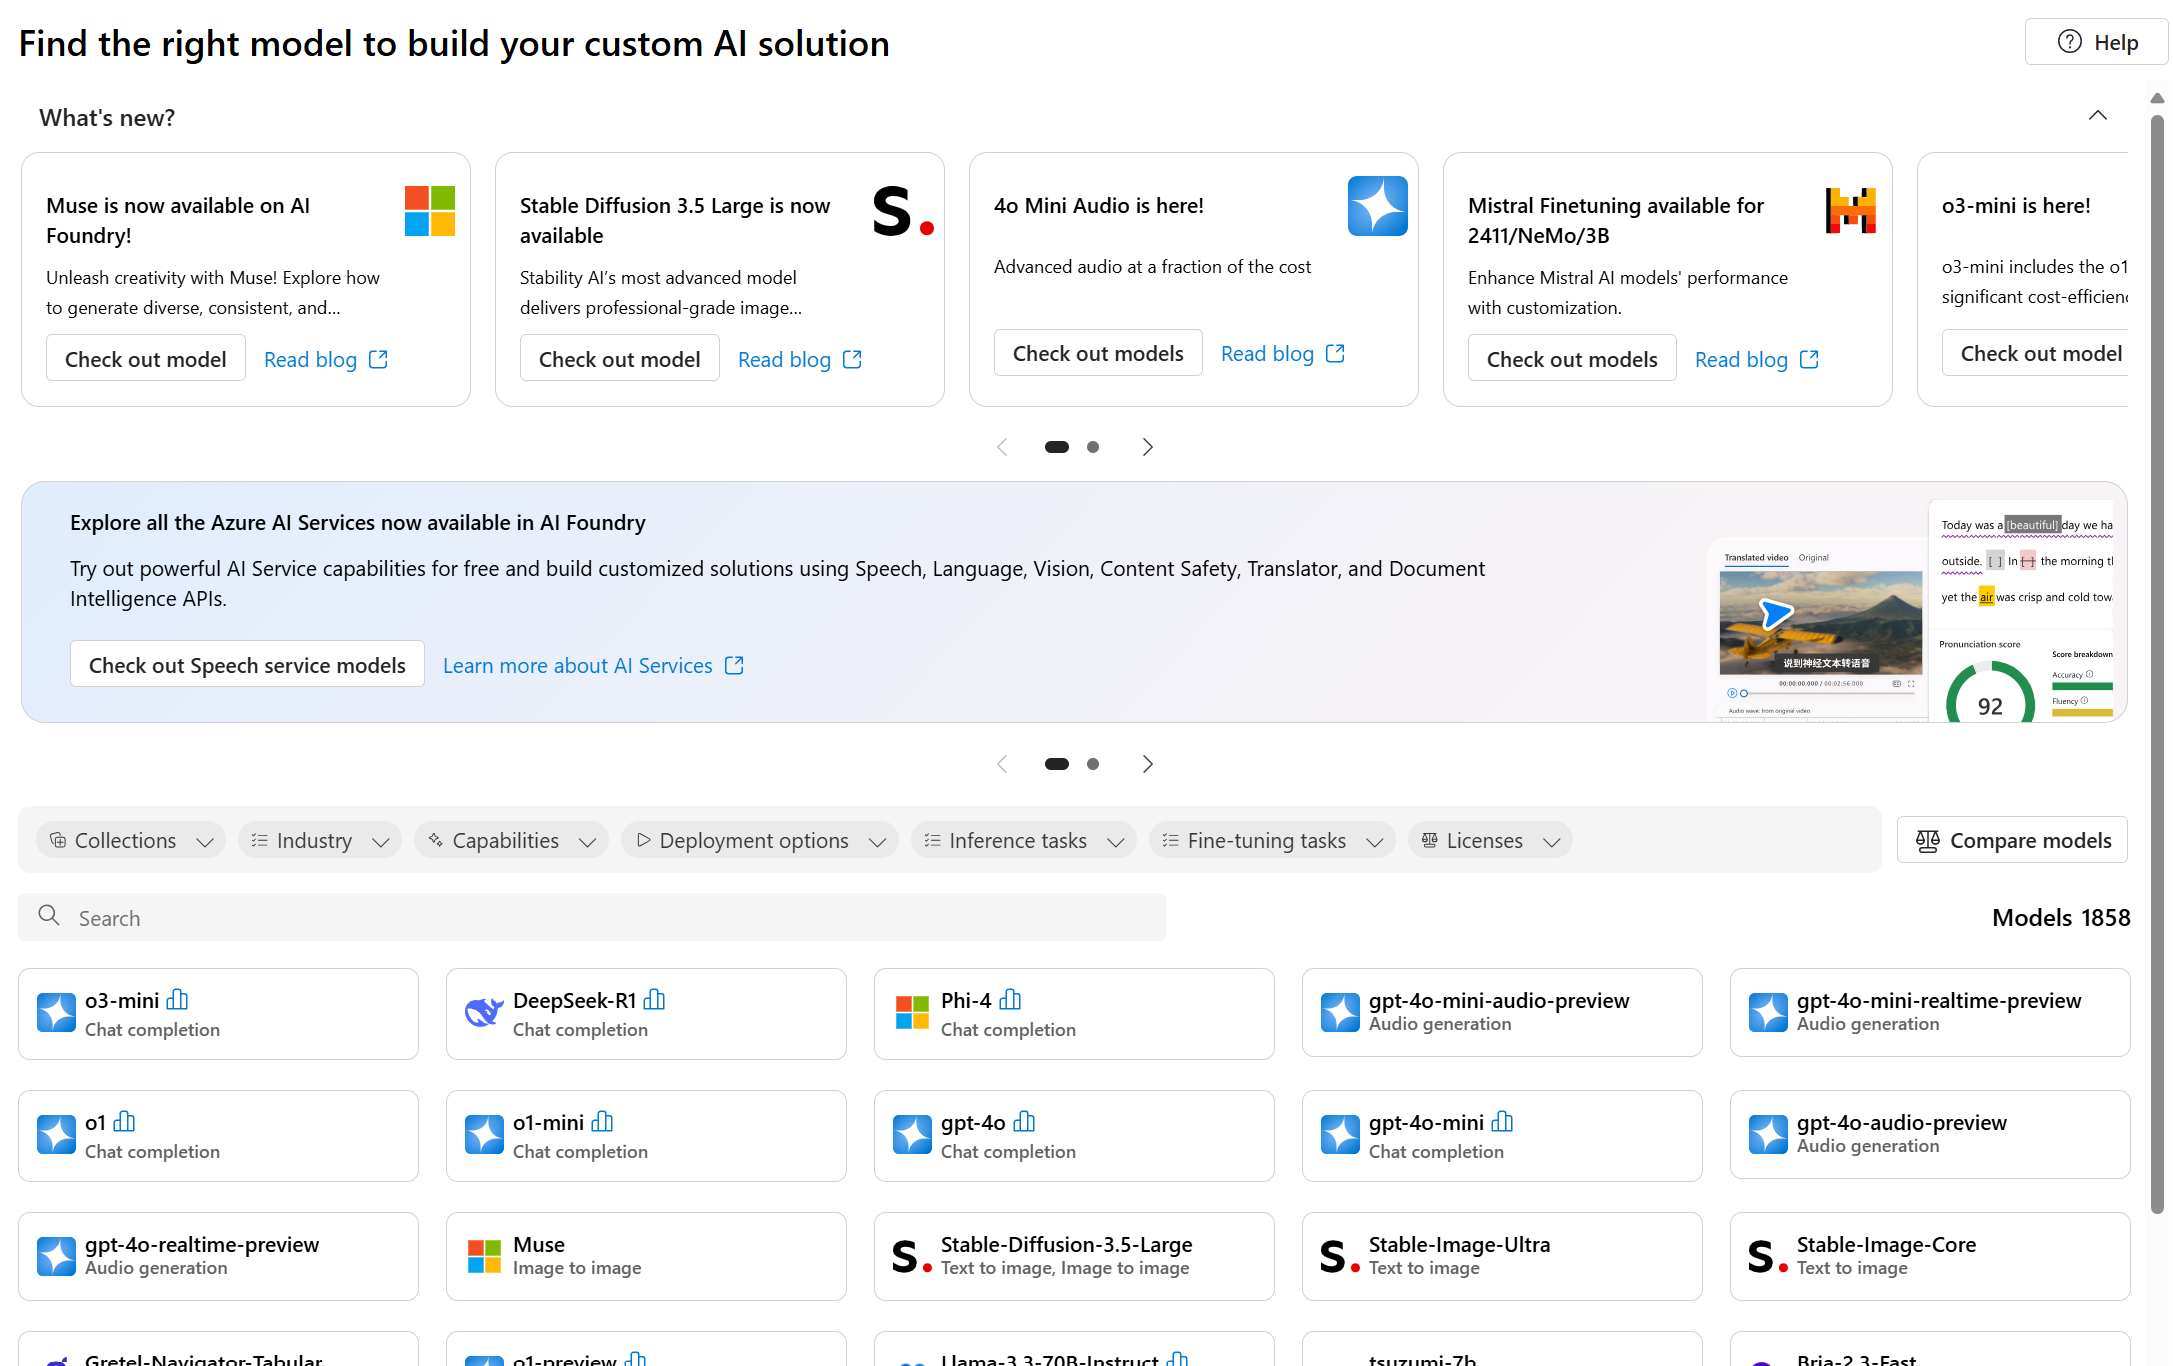 Find the right model to build your custom AI solution
Help
What's new?
Muse is now available on AI
Foundry!
Unleash creativity with Muse! Explore how
to generate diverse, consistent, and...
Check out model
Read blog
Stable Diffusion 3.5 Large is now
available
Stability AI's most advanced model
delivers professional-grade image...
Check out model
Read blog
4o Mini Audio is here!
Advanced audio at a fraction of the cost
Check out models
Read blog
Mistral Finetuning available for
2411/NeMo/3B
Enhance Mistral AI models' performance
with customization.
Check out models
Read blog
o3-mini is here!
o3-mini includes the o1
significant cost-efficien
Check out model
Explore all the Azure AI Services now available in AI Foundry
Try out powerful AI Service capabilities for free and build customized solutions using Speech, Language, Vision, Content Safety, Translator, and Document
Intelligence APIs.
Check out Speech service models
Learn more about AI Services
Translated video Original
说到神经文本转语音
00:00:00.000 / 00:02:56.000
Audio wave: from original video
Today was a [beautiful] day we ha
outside. [ ] In [-] the morning t
yet the air was crisp and cold tow
Pronunciation score
92
Score breakdown
Accuracy
Fluency
Collections
Industry
Capabilities
Deployment options
Inference tasks
Fine-tuning tasks
Licenses
Compare models
Search
Models 1858
o3-mini
Chat completion
DeepSeek-R1
Chat completion
Phi-4
Chat completion
gpt-4o-mini-audio-preview
Audio generation
gpt-4o-mini-realtime-preview
Audio generation
o1
Chat completion
o1-mini
Chat completion
gpt-4o
Chat completion
gpt-4o-mini
Chat completion
gpt-4o-audio-preview
Audio generation
gpt-4o-realtime-preview
Audio generation
Muse
Image to image
S.
Stable-Diffusion-3.5-Large
Text to image, Image to image
S.
Stable-Image-Ultra
Text to image
S.
Stable-Image-Core
Text to image
Gretel-Navigator-Tabular
o1-preview
Llama-3.3-70B-Instruct
tsuzumi-7b
Bria-2.3-Fast